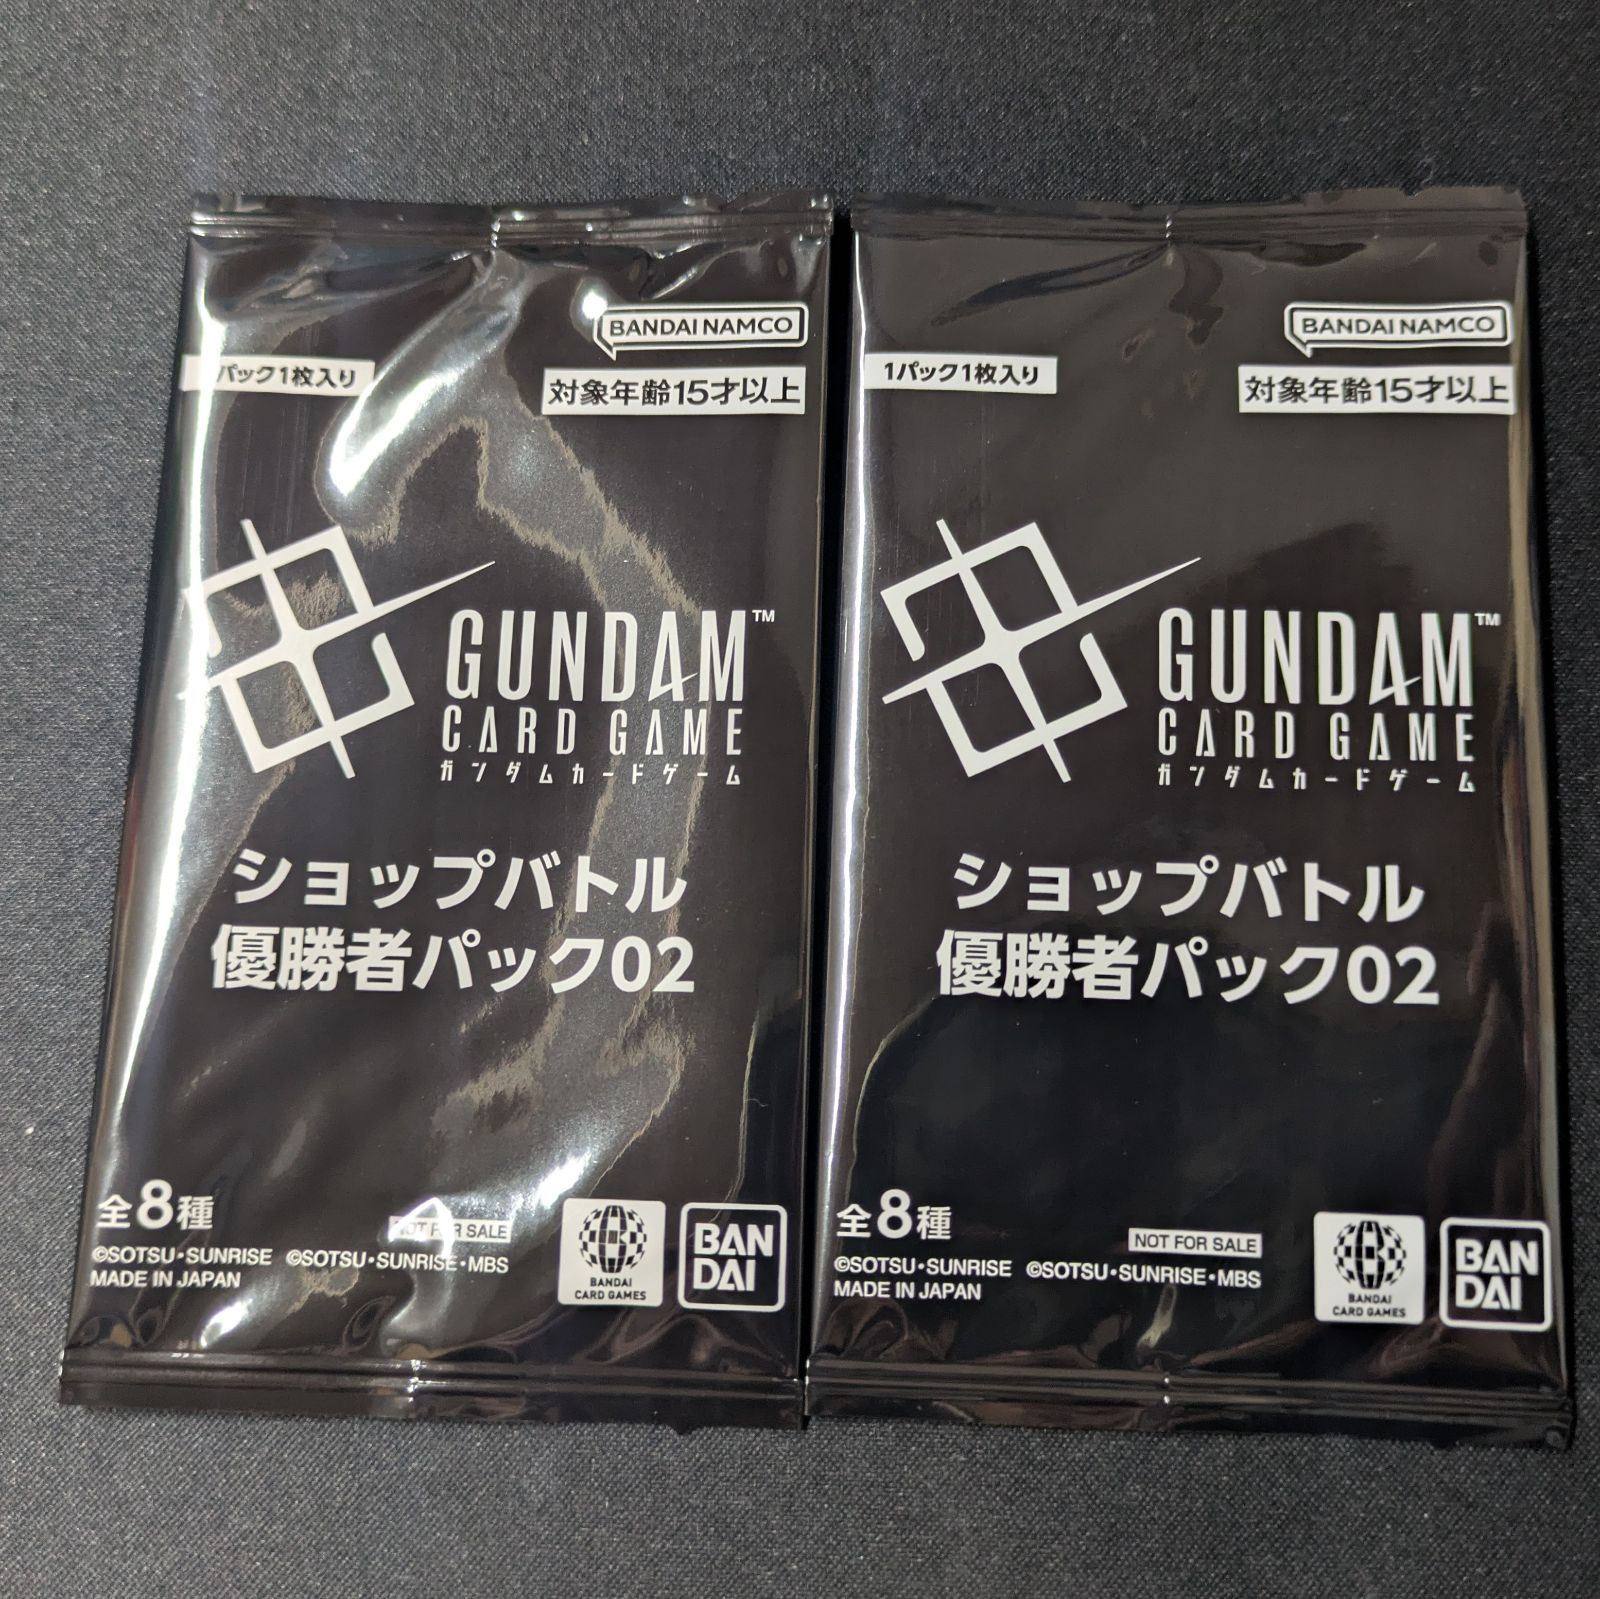 BANDAI NAMCO
パック1枚入り
対象年齢15才以上
GUNDAM™
CARD GAME
ガンダムカードゲーム
ショップバトル
優勝者パック02
全8種
NOT FOR SALE
©SOTSU・SUNRISE ©SOTSU・SUNRISE・MBS
MADE IN JAPAN
BANDAI
CARD GAMES
BAN
DAI
BANDAI NAMCO
1パック1枚入り
対象年齢15才以上
GUNDAM™
CARD GAME
ガンダムカードゲーム
ショップバトル
優勝者パック02
全8種
NOT FOR SALE
©SOTSU・SUNRISE ©SOTSU・SUNRISE・MBS
MADE IN JAPAN
BANDAI
CARD GAMES
BAN
DAI